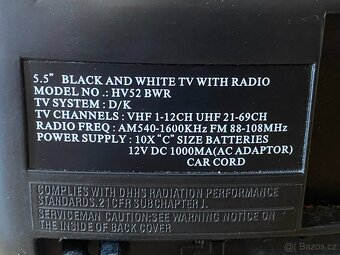 5.5" BLACK AND WHITE TV WITH RADIO
MODEL NO : HV52 BWR
TV SYSTEM : D/K
TV CHANNELS : VHF 1-12CH UHF 21-69CH
RADIO FREQ : AM540-1600KHZ FM 88-108MHZ
POWER SUPPLY : 10X "C" SIZE BATTERIES
12V DC 1000MA(AC ADAPTOR)
CAR CORD
COMPLIES WITH DHHS RADIATION PERFORMANCE
STANDARDS.21CFR SUBCHAPTER J.
SERVICEMAN CAUTION:SEE WARNING NOTICE ON
THE INSIDE OF BACK COVER
bazos.cz